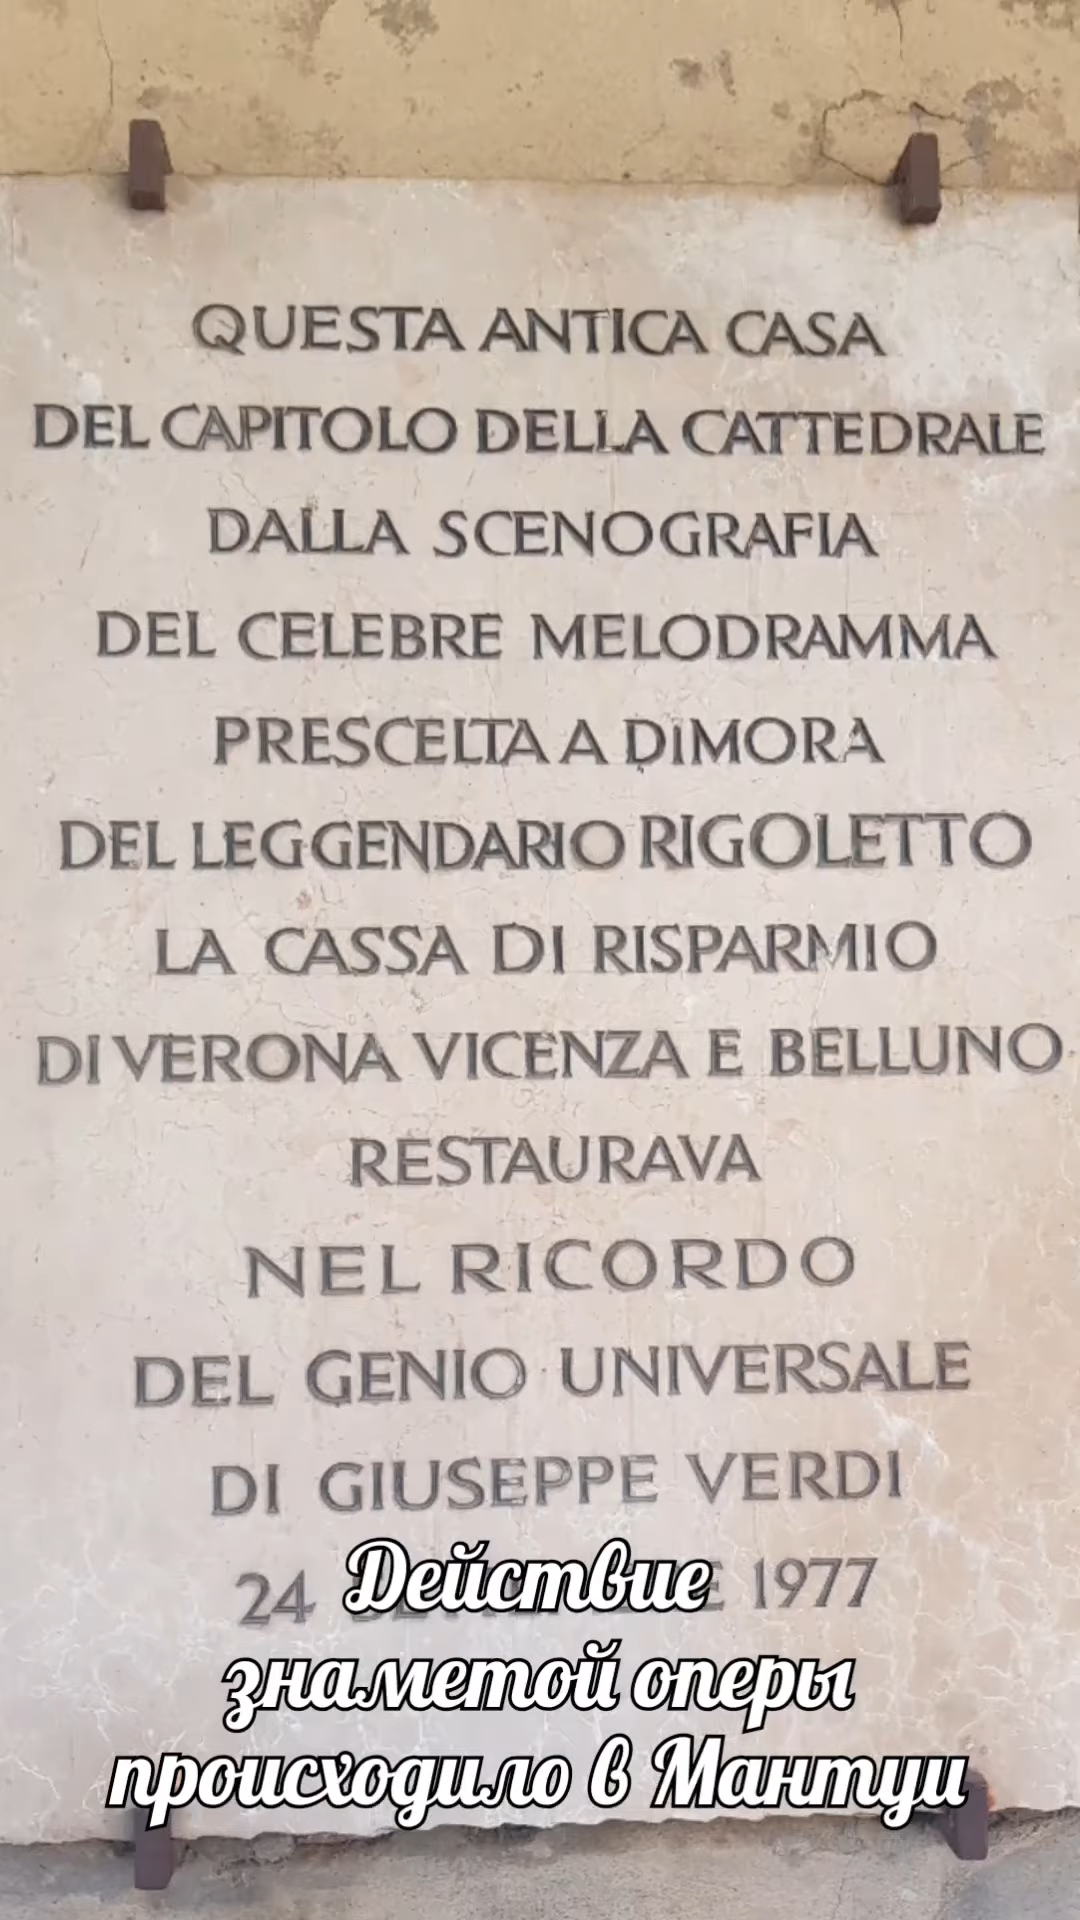 QUESTA ANTICA CASA
DEL CAPITOLO DELLA CATTEDRALE
DALLA SCENOGRAFIA
DEL CELEBRE MELODRAMMA
PRESCELTA A DIMORA
DEL LEGGENDARIO RIGOLETTO
LA CASSA DI RISPARMIO
DI VERONA VICENZA E BELLUNO
RESTAURAVA
NEL RICORDO
DEL GENIO UNIVERSALE
DI GIUSEPPE VERDI
24 1977
Действие
знаметой оперы
происходило в Мантуи